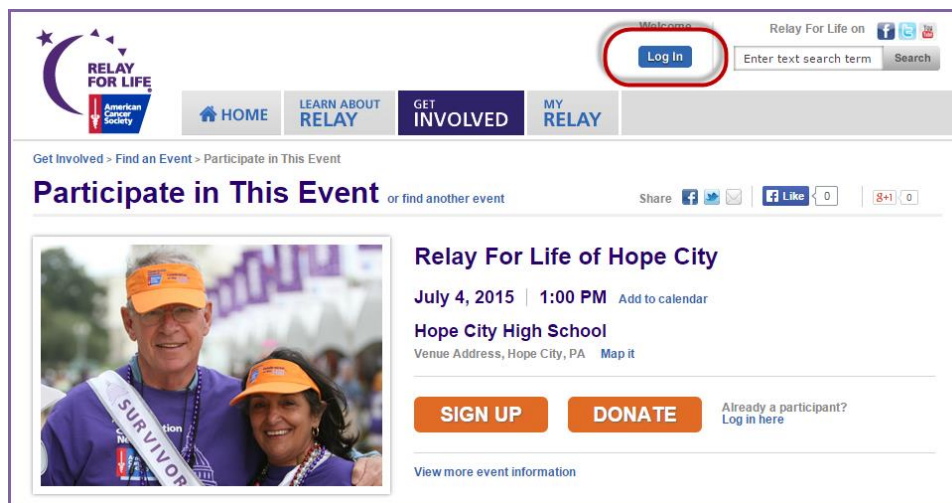 Welcome
Log In
Relay For Life on
Enter text search term
Search
RELAY
FOR LIFE
American
Cancer
Society
HOME
LEARN ABOUT
RELAY
GET
INVOLVED
MY
RELAY
Get Involved > Find an Event > Participate in This Event
Participate in This Event or find another event
Share
Like 0
g+1 0
Relay For Life of Hope City
July 4, 2015 | 1:00 PM Add to calendar
Hope City High School
Venue Address, Hope City, PA Map it
SIGN UP
DONATE
Already a participant?
Log in here
View more event information
SURVIVOR